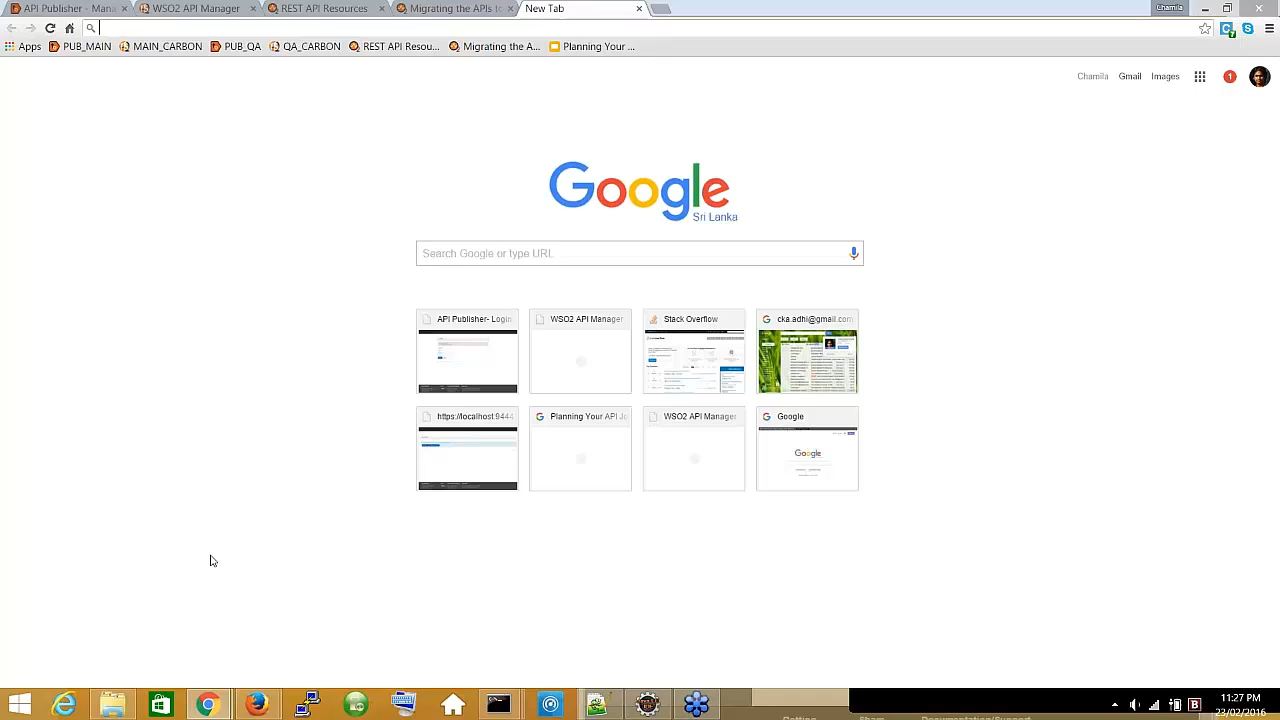 API Publisher - Mana
WSO2 API Manager
REST API Resources
Migrating the APIs to
New Tab
Chamila
Apps
PUB_MAIN
MAIN_CARBON
PUB_QA
QA_CARBON
REST API Resou...
Migrating the A...
Planning Your ...
Chamila
Gmail
Images
1
Google
Sri Lanka
Search Google or type URL
API Publisher- Login
WSO2 API Manager
Stack Overflow
cka.adhi@gmail.com
https://localhost:9444
Planning Your API Jo
WSO2 API Manager
Google
11:27 PM
23/02/2016